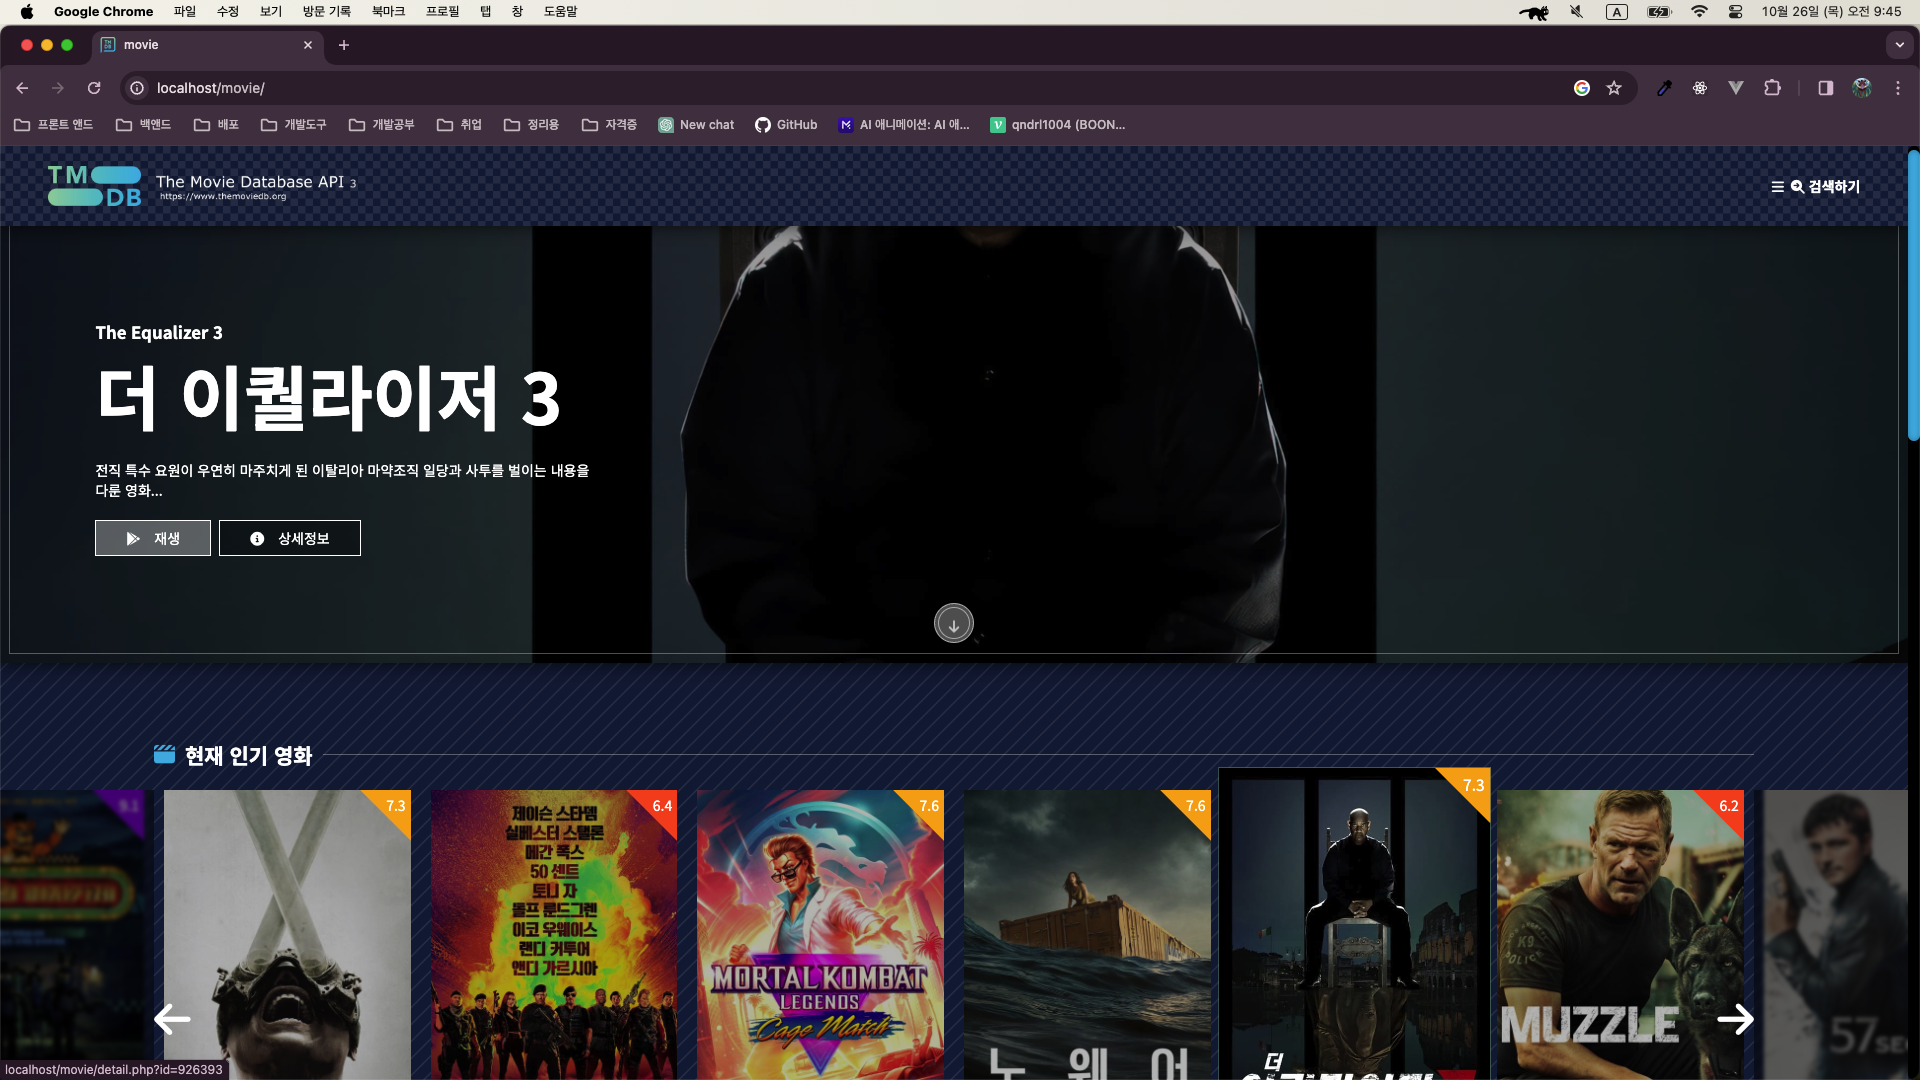 Google Chrome 파일 수정 보기 방문 기록 북마크 프로필 탭 창 도움말
A 10월 26일 (목) 오전 9:45
movie
localhost/movie/
프론트 앤드 백앤드 배포 개발도구 개발공부 취업 정리용 자격증 New chat GitHub AI 애니메이션: AI 애... qndrl1004 (BOON...
TM
DB
The Movie Database API 3
https://www.themoviedb.org
검색하기
The Equalizer 3
더 이퀄라이저 3
전직 특수 요원이 우연히 마주치게 된 이탈리아 마약조직 일당과 사투를 벌이는 내용을
다룬 영화...
재생
상세정보
현재 인기 영화
9.1
7.3
6.4
7.6
7.6
7.3
6.2
제이슨 스타뎀
실베스터 스탤론
메간 폭스
50 센트
토니 자
돌프 룬드그렌
이코 우웨이스
랜디 커투어
앤디 가르시아
MORTAL KOMBAT
LEGENDS
Cage Match
노 웨 어
더
K9
POLICE
MUZZLE
57
localhost/movie/detail.php?id=926393